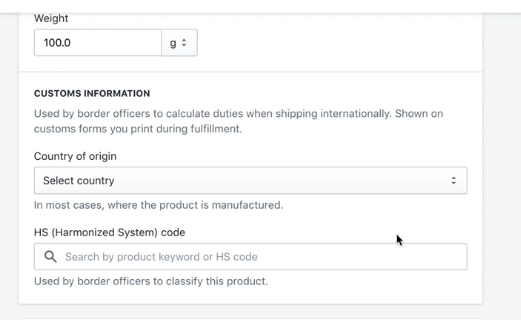 Weight
100.0
g
CUSTOMS INFORMATION
Used by border officers to calculate duties when shipping internationally. Shown on
customs forms you print during fulfillment.
Country of origin
Select country
In most cases, where the product is manufactured.
HS (Harmonized System) code
Search by product keyword or HS code
Used by border officers to classify this product.